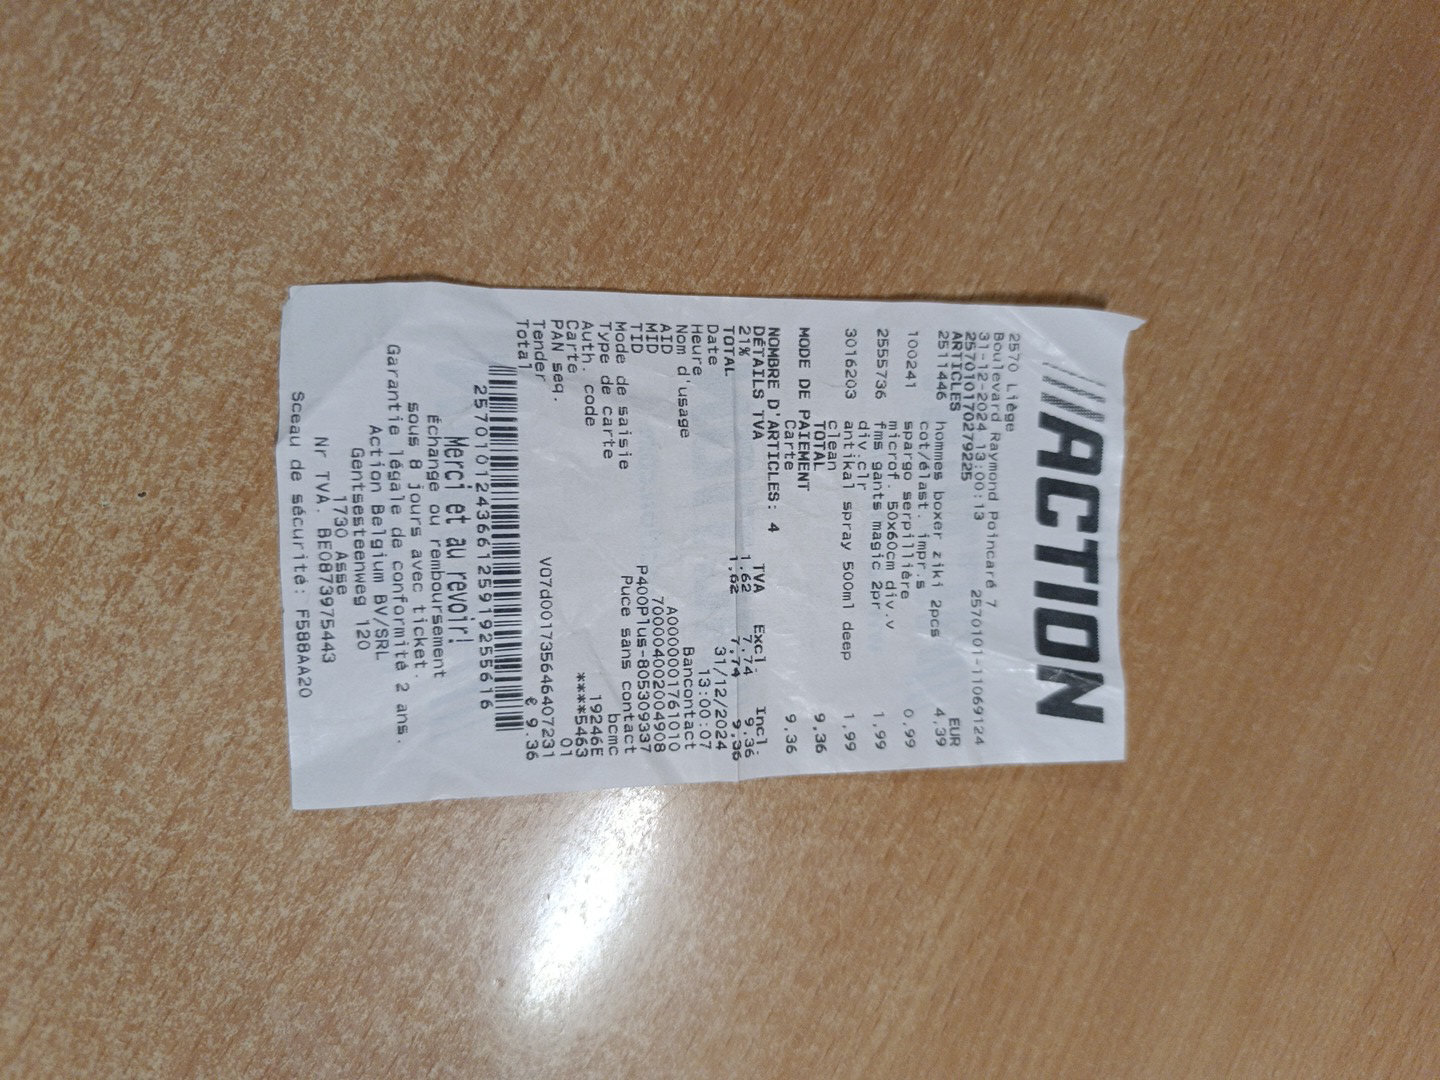 ACTION
2570 Liège
Boulevard Raymond Poincaré 7
31-12-2024 13:00:13 2570101-11069124
2570101170279225
ARTICLES EUR
2511446 hommes boxer ziki 2pcs 4,39
cot/élast. impr.s
100241 spargo serpillière 0,99
microf. 50x60cm div.v
2555736 fms gants magic 2pr 1,99
div.clr
3016203 antikal spray 500ml deep 1,99
clean
TOTAL 9,36
MODE DE PAIEMENT
Carte 9,36
NOMBRE D'ARTICLES: 4
DÉTAILS TVA TVA Excl. Incl.
21% 1.62 7.74 9.36
TOTAL 1,62 7,74 9,36
Date 31/12/2024
Heure 13:00:07
Nom d'usage Bancontact
AID A0000001761010
MID 700004002004908
TID P400Plus-805309337
Mode de saisie Puce sans contact
Type de carte bcmc
Auth. code 19246E
Carte ****5463
PAN seq. 01
Tender V07d001735646407231
Total € 9.36
257010124366125919255616
Merci et au revoir!
Échange ou remboursement
sous 8 jours avec ticket.
Garantie légale de conformité 2 ans.
Action Belgium BV/SRL
Gentsesteenweg 120
1730 Asse
Nr TVA. BE0873975443
Sceau de sécurité: F588AA20